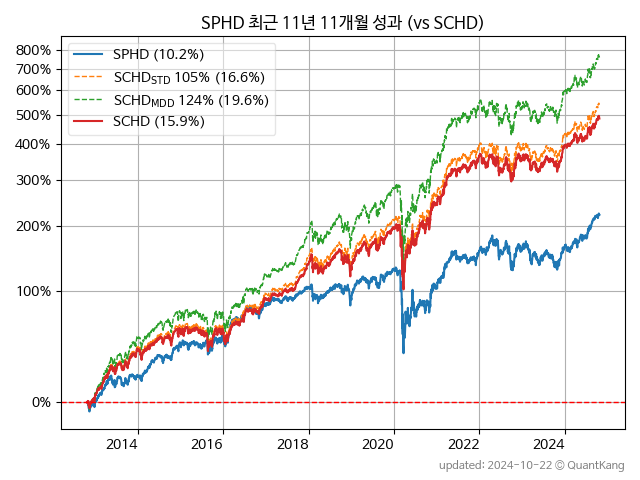 SPHD 최근 11년 11개월 성과 (vs SCHD)
SPHD (10.2%)
SCHD_STD 105% (16.6%)
SCHD_MDD 124% (19.6%)
SCHD (15.9%)
800%
700%
600%
500%
400%
300%
200%
100%
0%
2014 2016 2018 2020 2022 2024
updated: 2024-10-22 © QuantKang